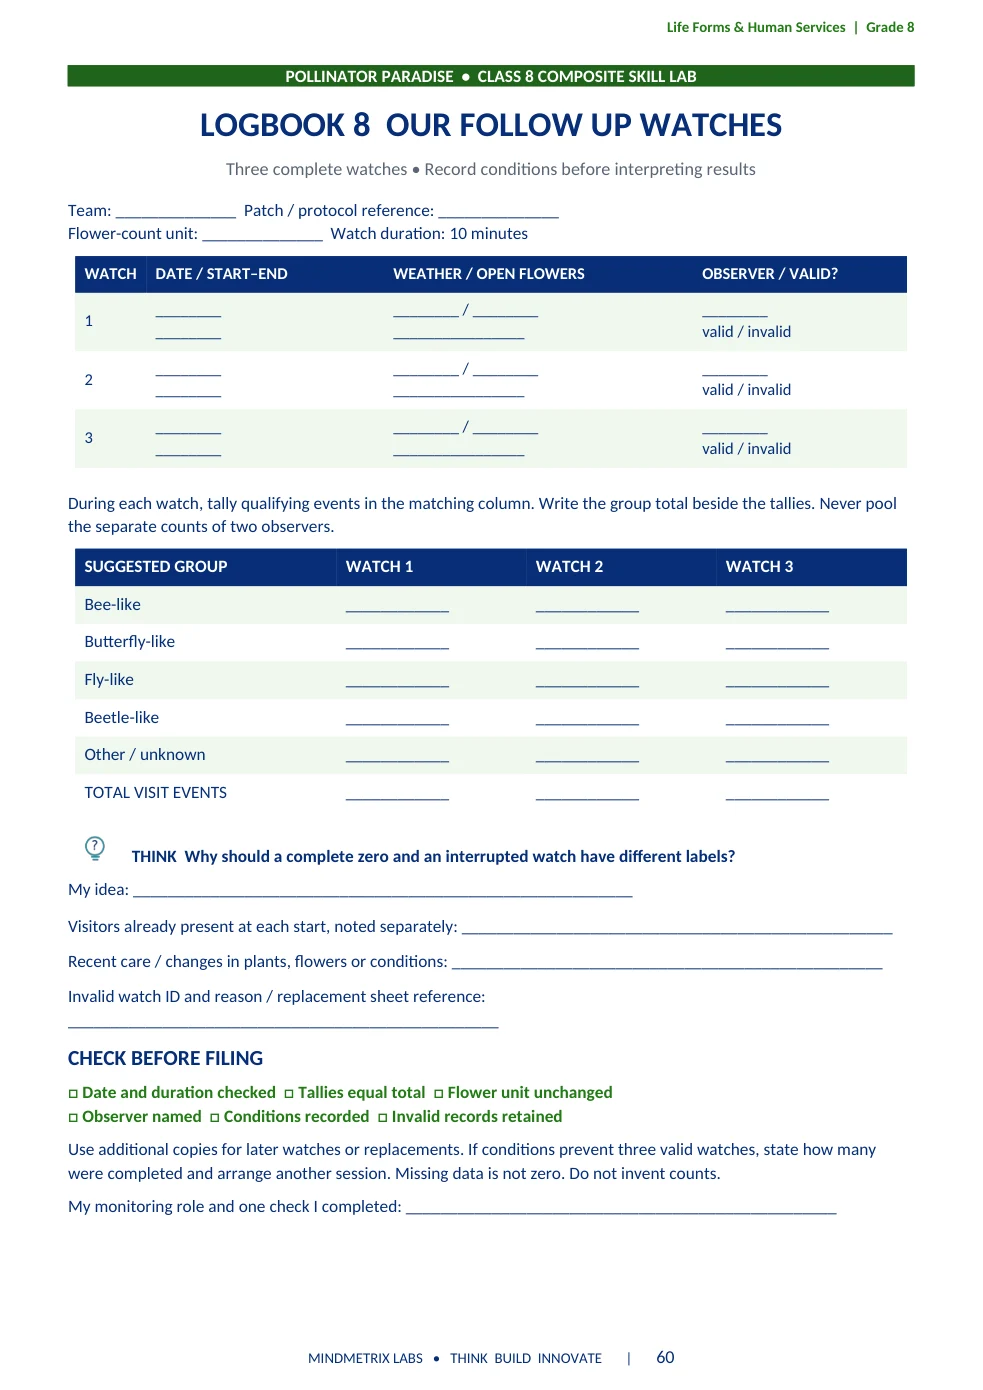 Life Forms & Human Services | Grade 8
POLLINATOR PARADISE ● CLASS 8 COMPOSITE SKILL LAB
LOGBOOK 8 OUR FOLLOW UP WATCHES
Three complete watches • Record conditions before interpreting results
Team: ______________ Patch / protocol reference: ______________
Flower-count unit: ______________ Watch duration: 10 minutes
WATCH DATE / START–END WEATHER / OPEN FLOWERS OBSERVER / VALID?
1 ________ ________ / ________ ________
________ ________________ valid / invalid
2 ________ ________ / ________ ________
________ ________________ valid / invalid
3 ________ ________ / ________ ________
________ ________________ valid / invalid
During each watch, tally qualifying events in the matching column. Write the group total beside the tallies. Never pool
the separate counts of two observers.
SUGGESTED GROUP WATCH 1 WATCH 2 WATCH 3
Bee-like ____________ ____________ ____________
Butterfly-like ____________ ____________ ____________
Fly-like ____________ ____________ ____________
Beetle-like ____________ ____________ ____________
Other / unknown ____________ ____________ ____________
TOTAL VISIT EVENTS ____________ ____________ ____________
? THINK Why should a complete zero and an interrupted watch have different labels?
My idea: __________________________________________________________
Visitors already present at each start, noted separately: __________________________________________________
Recent care / changes in plants, flowers or conditions: __________________________________________________
Invalid watch ID and reason / replacement sheet reference:
__________________________________________________
CHECK BEFORE FILING
□ Date and duration checked □ Tallies equal total □ Flower unit unchanged
□ Observer named □ Conditions recorded □ Invalid records retained
Use additional copies for later watches or replacements. If conditions prevent three valid watches, state how many
were completed and arrange another session. Missing data is not zero. Do not invent counts.
My monitoring role and one check I completed: __________________________________________________
MINDMETRIX LABS ● THINK BUILD INNOVATE | 60